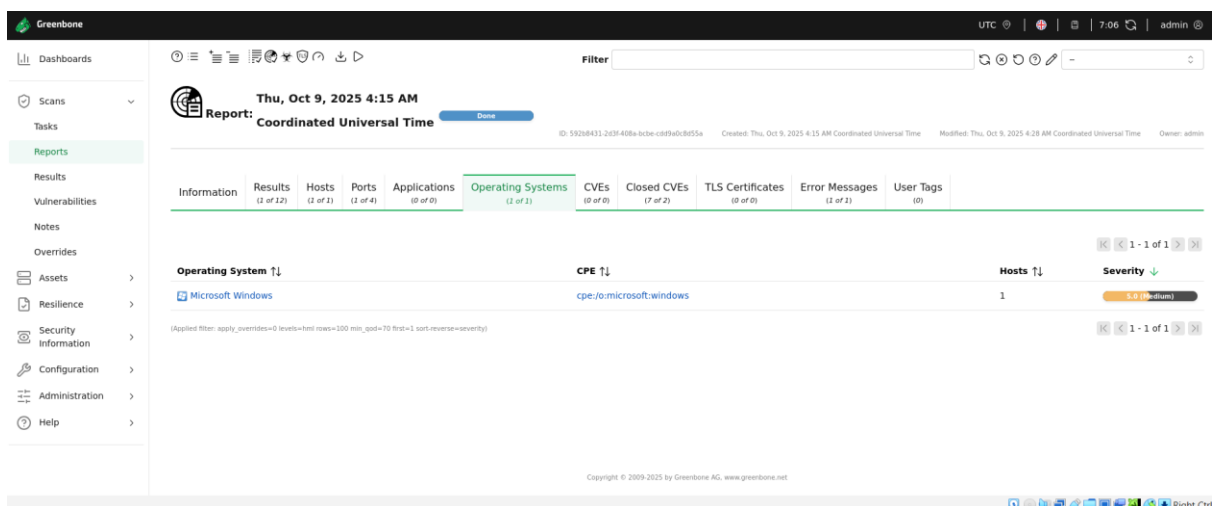 Greenbone
UTC
7:06
admin
Dashboards
Scans
Tasks
Reports
Results
Vulnerabilities
Notes
Overrides
Assets
Resilience
Security
Information
Configuration
Administration
Help
Filter
--
Report:
Thu, Oct 9, 2025 4:15 AM
Coordinated Universal Time
Done
ID: 592b8431-2d3f-408a-bcbe-cdd9a0c8d55a Created: Thu, Oct 9, 2025 4:15 AM Coordinated Universal Time Modified: Thu, Oct 9, 2025 4:28 AM Coordinated Universal Time Owner: admin
Information
Results (1 of 12)
Hosts (1 of 1)
Ports (1 of 4)
Applications (0 of 0)
Operating Systems (1 of 1)
CVEs (0 of 0)
Closed CVEs (7 of 2)
TLS Certificates (0 of 0)
Error Messages (1 of 1)
User Tags (0)
1 - 1 of 1
Operating System CPE Hosts Severity
Microsoft Windows cpe:/o:microsoft:windows 1 5.0 (Medium)
(Applied filter: apply_overrides=0 levels=hml rows=100 min_qod=70 first=1 sort-reverse=severity)
1 - 1 of 1
Copyright © 2009-2025 by Greenbone AG, www.greenbone.net
Right Ctrl